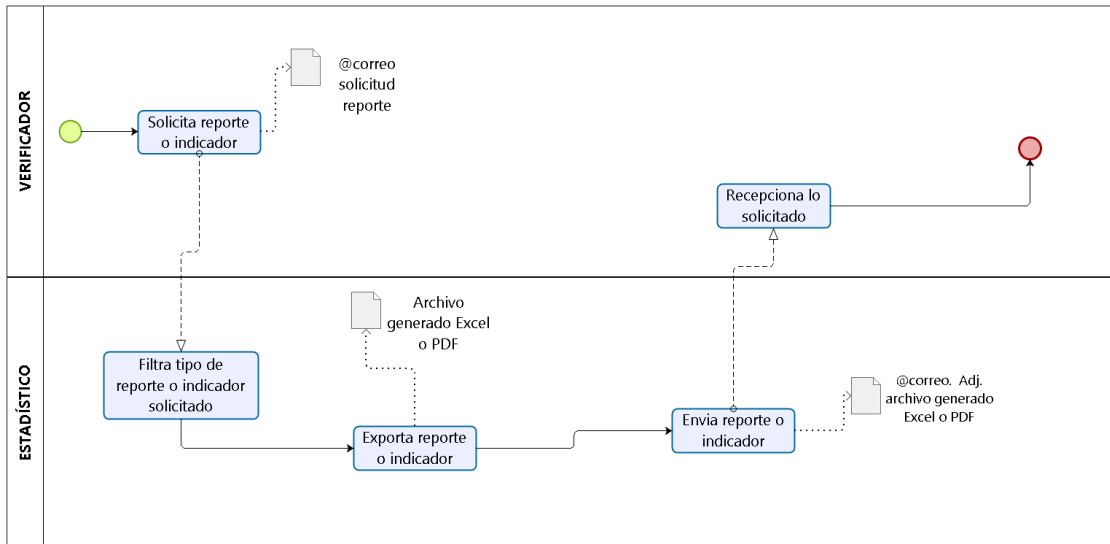 VERIFICADOR
Solicita reporte
o indicador
@correo
solicitud
reporte
Recepciona lo
solicitado
ESTADÍSTICO
Filtra tipo de
reporte o indicador
solicitado
Archivo
generado Excel
o PDF
Exporta reporte
o indicador
Envia reporte o
indicador
@correo. Adj.
archivo generado
Excel o PDF